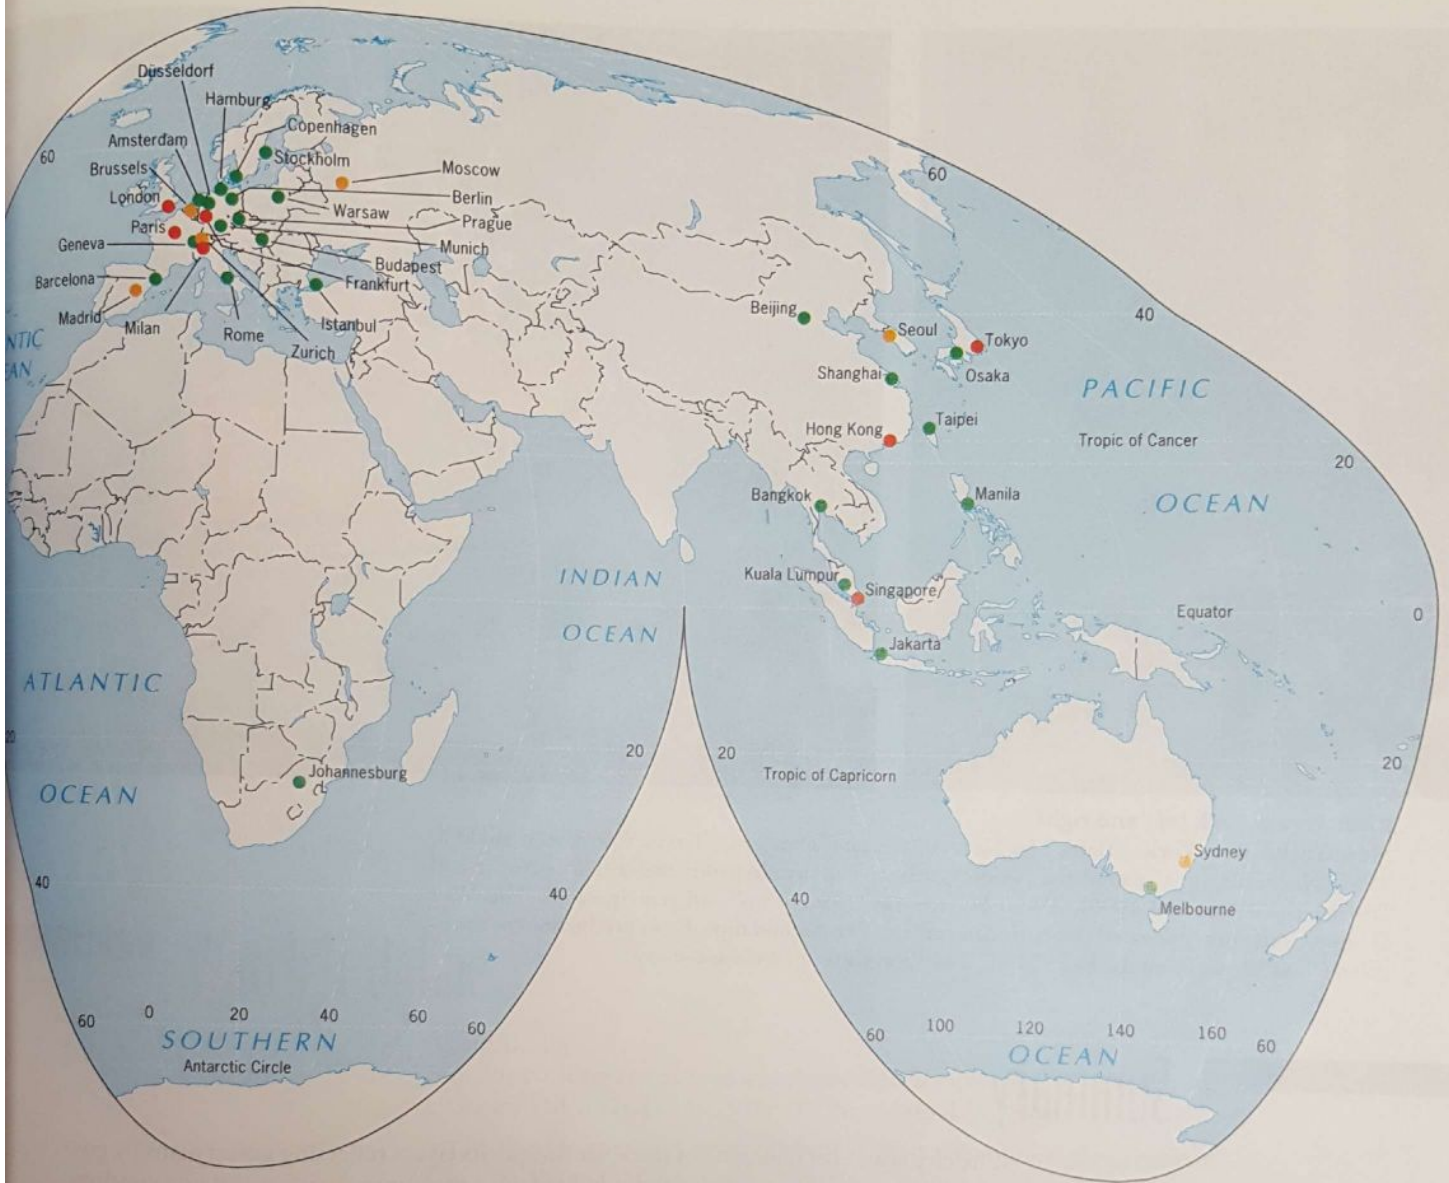 Düsseldorf
Hamburg
Copenhagen
Amsterdam
Stockholm
60
Brussels
Moscow
60
London
Berlin
Warsaw
Paris
Prague
Geneva
Munich
Budapest
Barcelona
Frankfurt
Madrid
Milan
Rome
Istanbul
Zurich
NTIC
EAN
Beijing
Seoul
Tokyo
40
Shanghai
Osaka
PACIFIC
Hong Kong
Taipei
Tropic of Cancer
20
Bangkok
Manila
OCEAN
INDIAN
OCEAN
Kuala Lumpur
Singapore
Equator
0
Jakarta
ATLANTIC
OCEAN
20
20
20
20
Johannesburg
Tropic of Capricorn
Sydney
Melbourne
40
40
40
60
0
20
40
60
60
SOUTHERN
Antarctic Circle
60
100
120
140
160
60
OCEAN